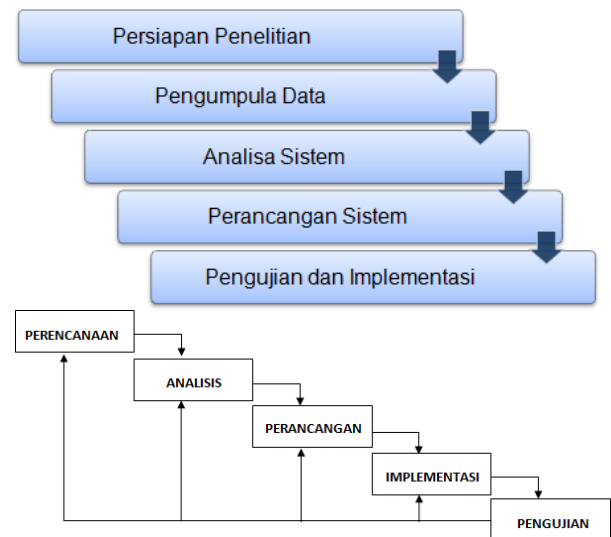 Persiapan Penelitian
Pengumpula Data
Analisa Sistem
Perancangan Sistem
Pengujian dan Implementasi
PERENCANAAN
ANALISIS
PERANCANGAN
IMPLEMENTASI
PENGUJIAN